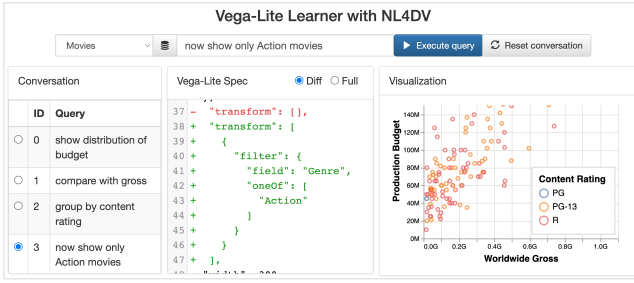 Vega-Lite Learner with NL4DV
Movies
now show only Action movies
Execute query
Reset conversation
Conversation
ID Query
0 show distribution of
budget
1 compare with gross
2 group by content
rating
3 now show only
Action movies
Vega-Lite Spec
Diff
Full
37 - "transform": [],
38 + "transform": [
39 + {
40 + "filter": {
41 + "field": "Genre",
42 + "oneOf": [
43 + "Action"
44 + ]
45 + }
46 + }
47 + ],
Visualization
Production Budget
140M
120M
100M
80M
60M
40M
20M
0M
0.0G 0.2G 0.4G 0.6G 0.8G 1.0G
Worldwide Gross
Content Rating
PG
PG-13
R